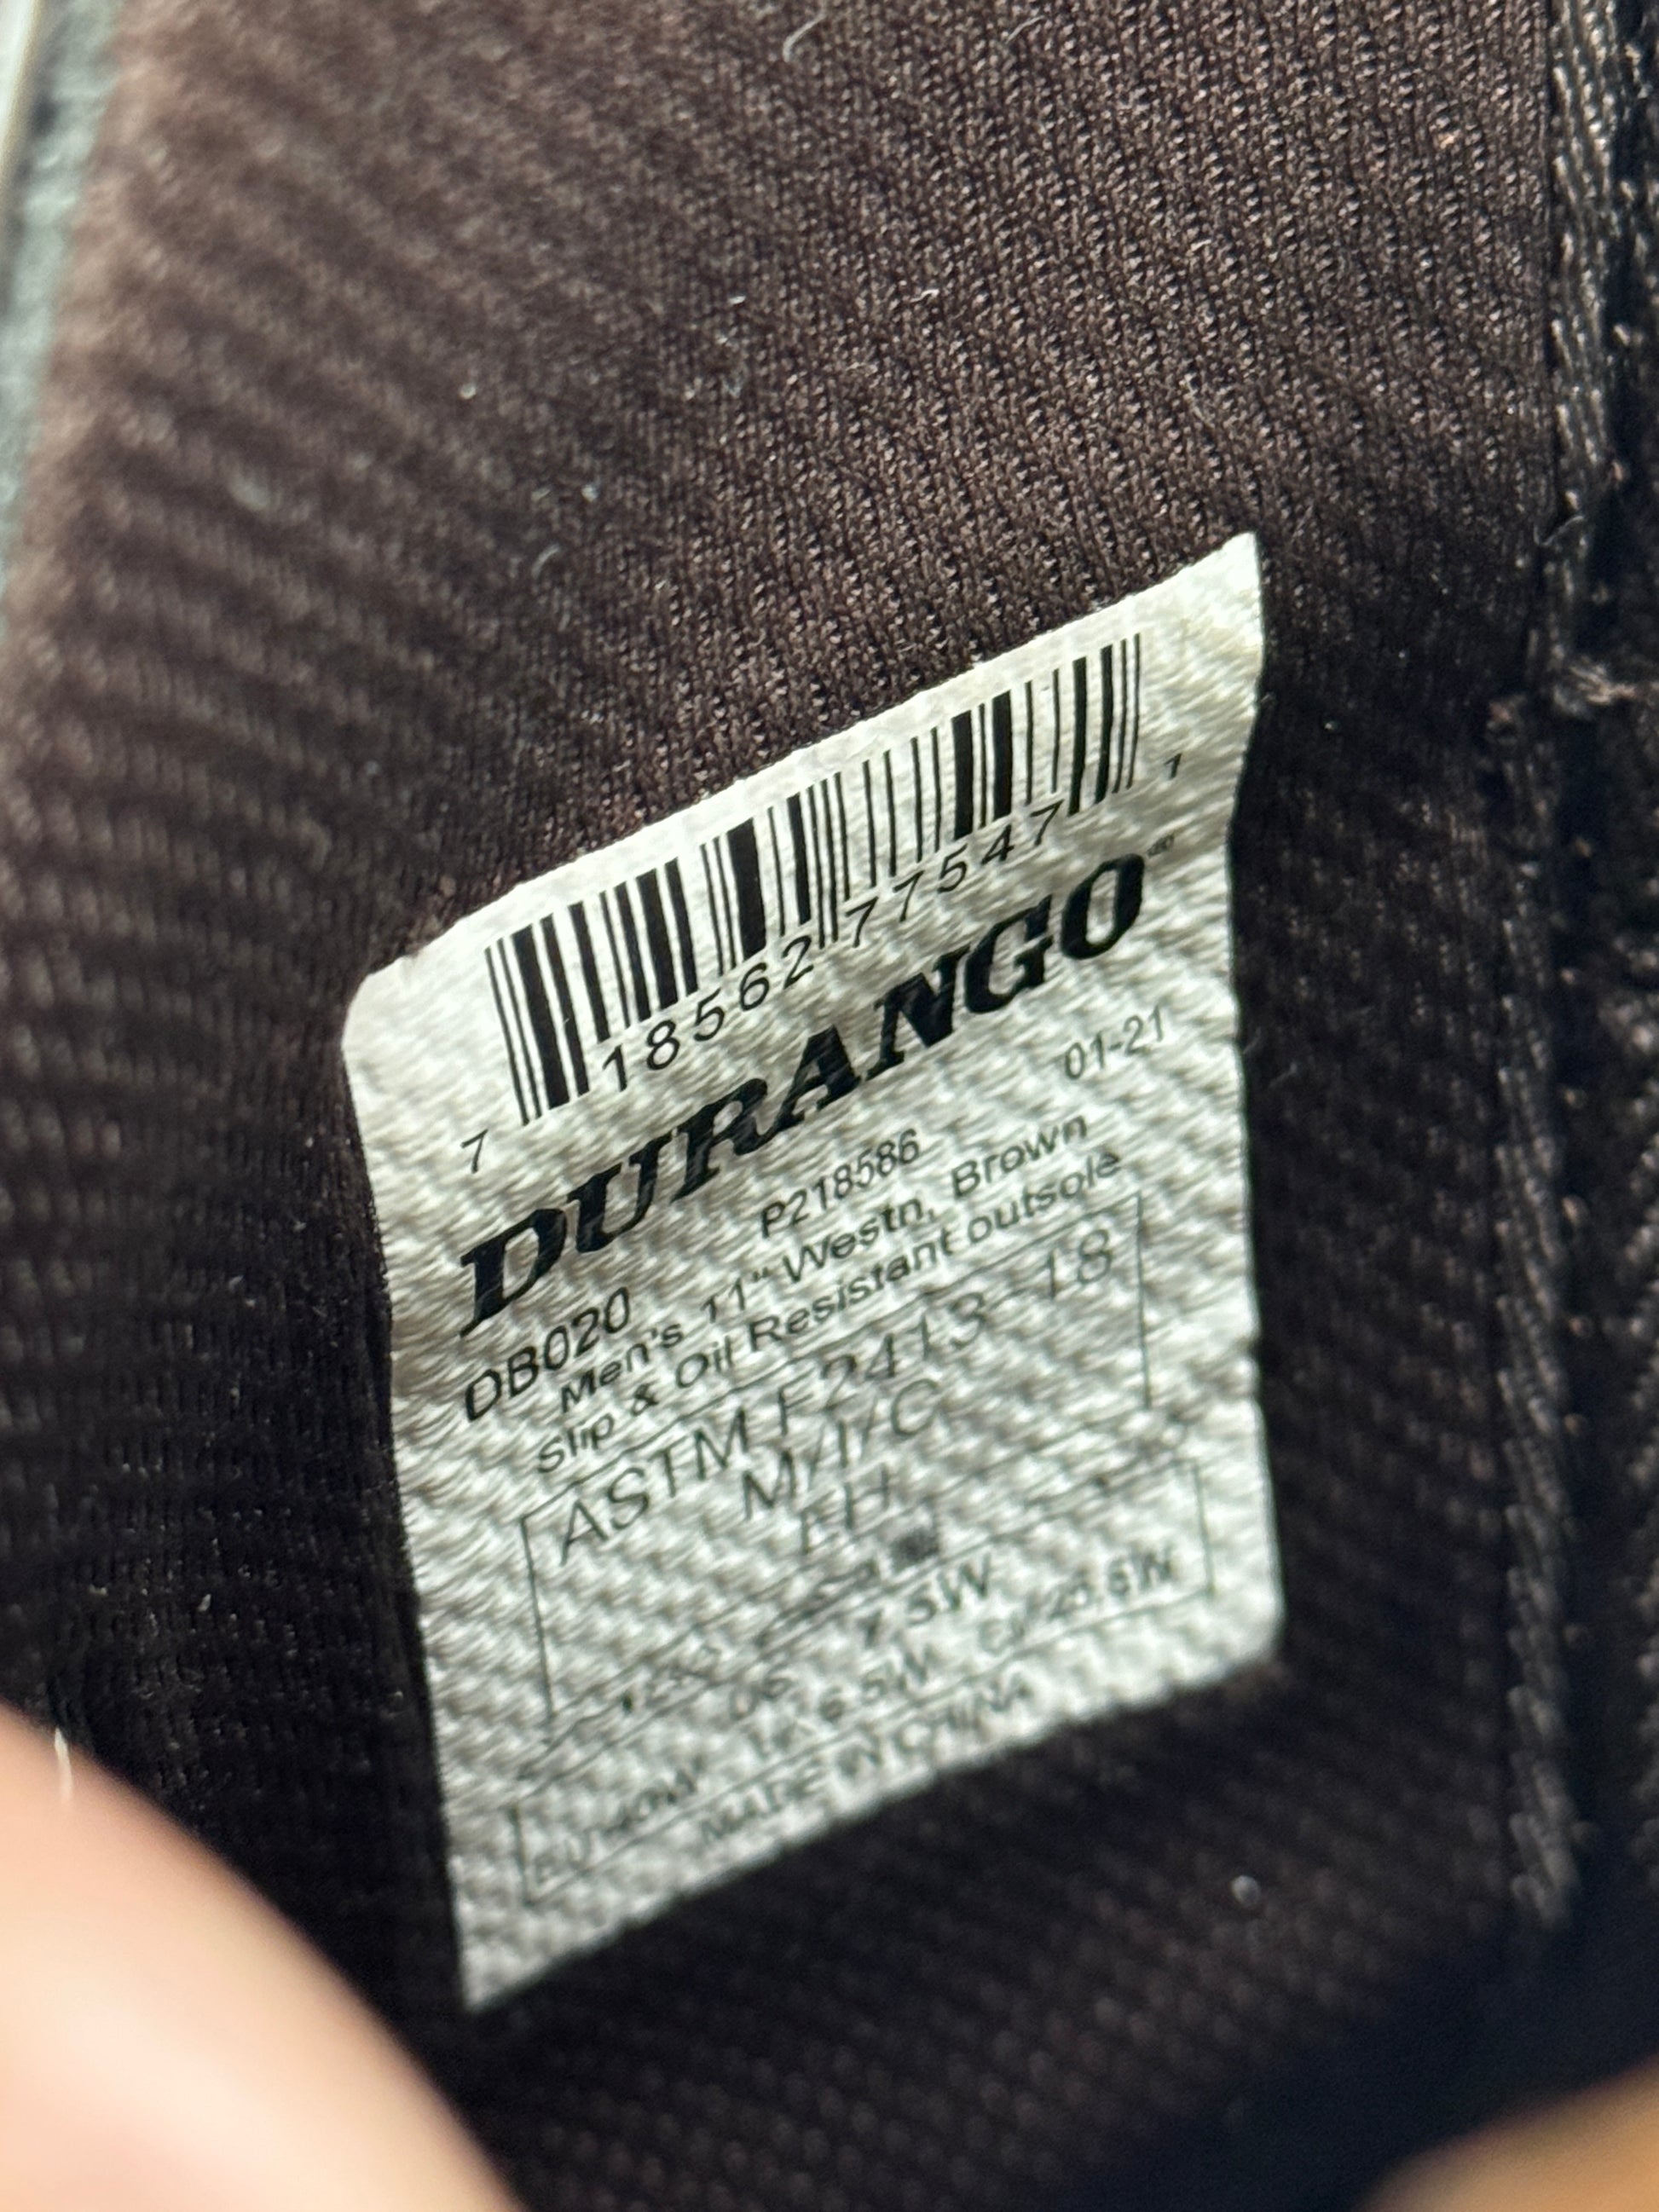 7 18562 77547 1
DURANGO®
01-21
DB020 P218586
Men's 11" Westn, Brown
Slip & Oil Resistant outsole
ASTM F2413-18
M/I/C
EH
7.5W
MADE IN CHINA